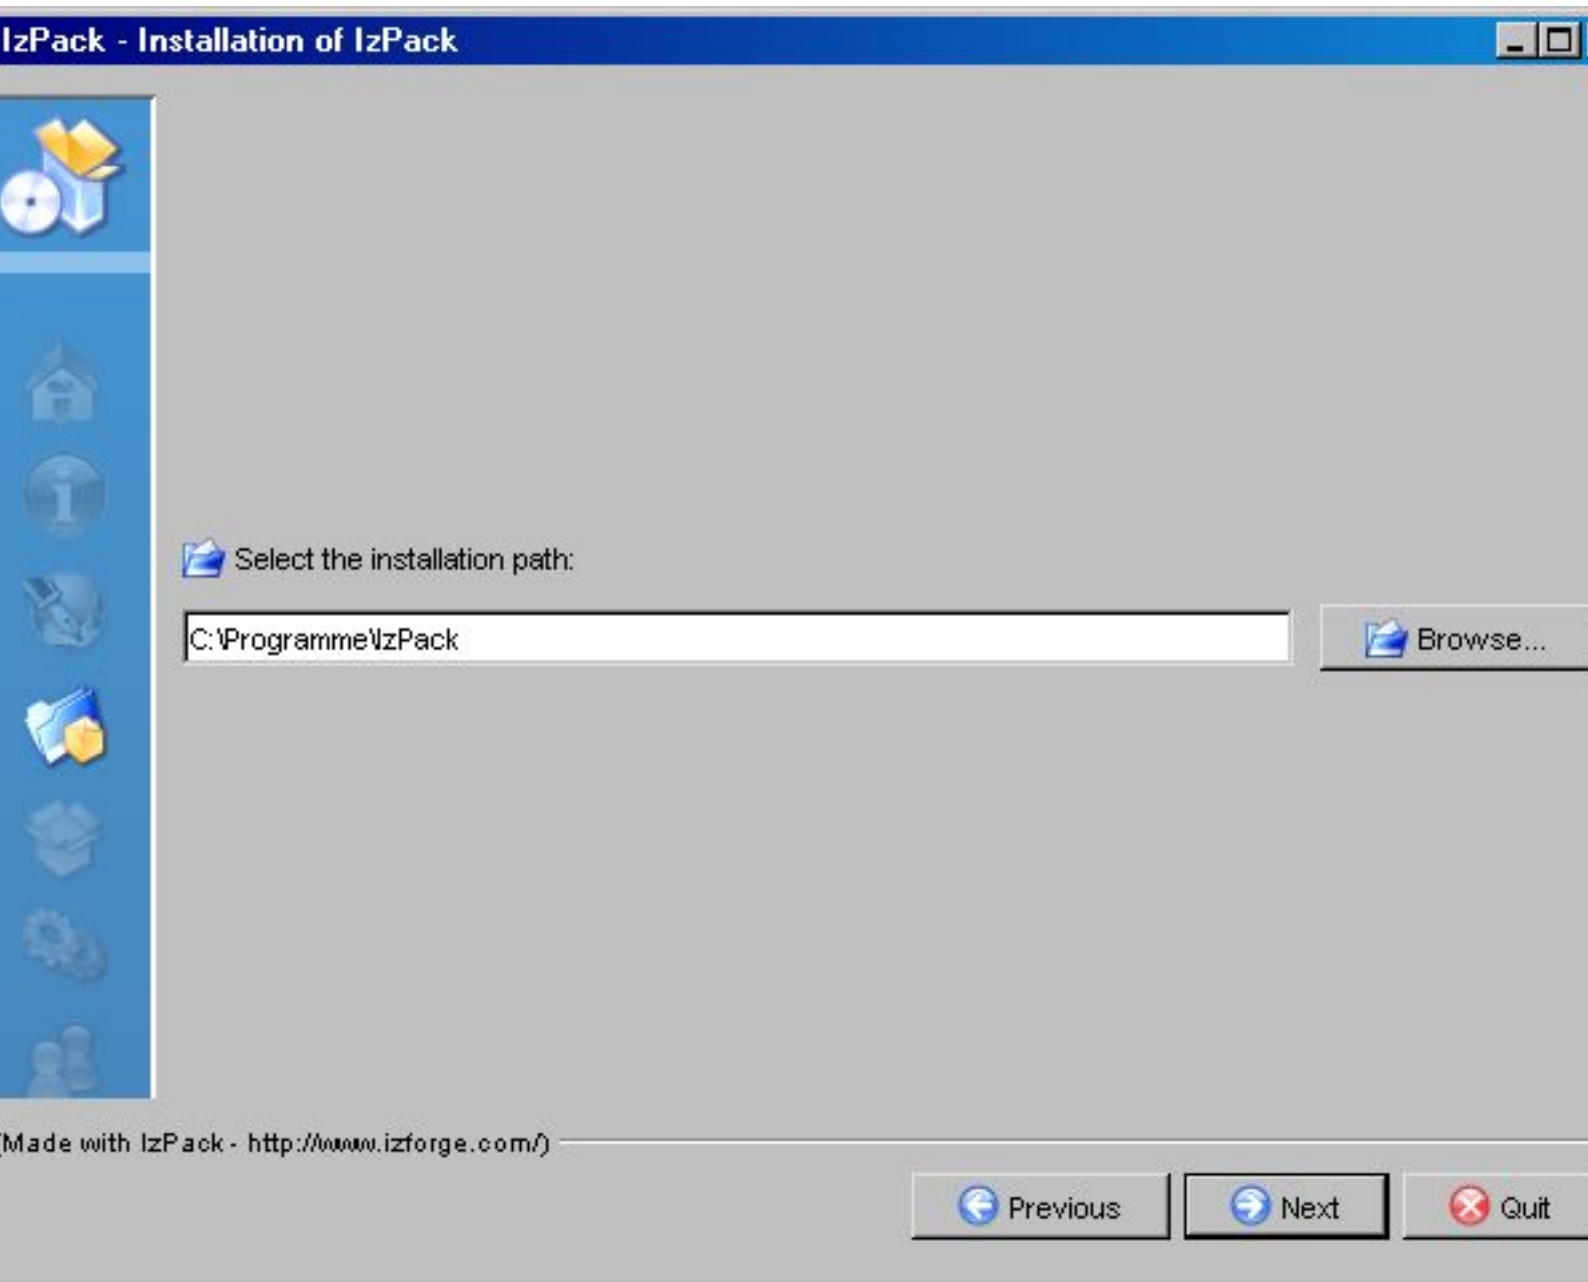 IzPack - Installation of IzPack
Select the installation path:
C:\Programme\IzPack
Browse...
(Made with IzPack - http://www.izforge.com/)
Previous
Next
Quit